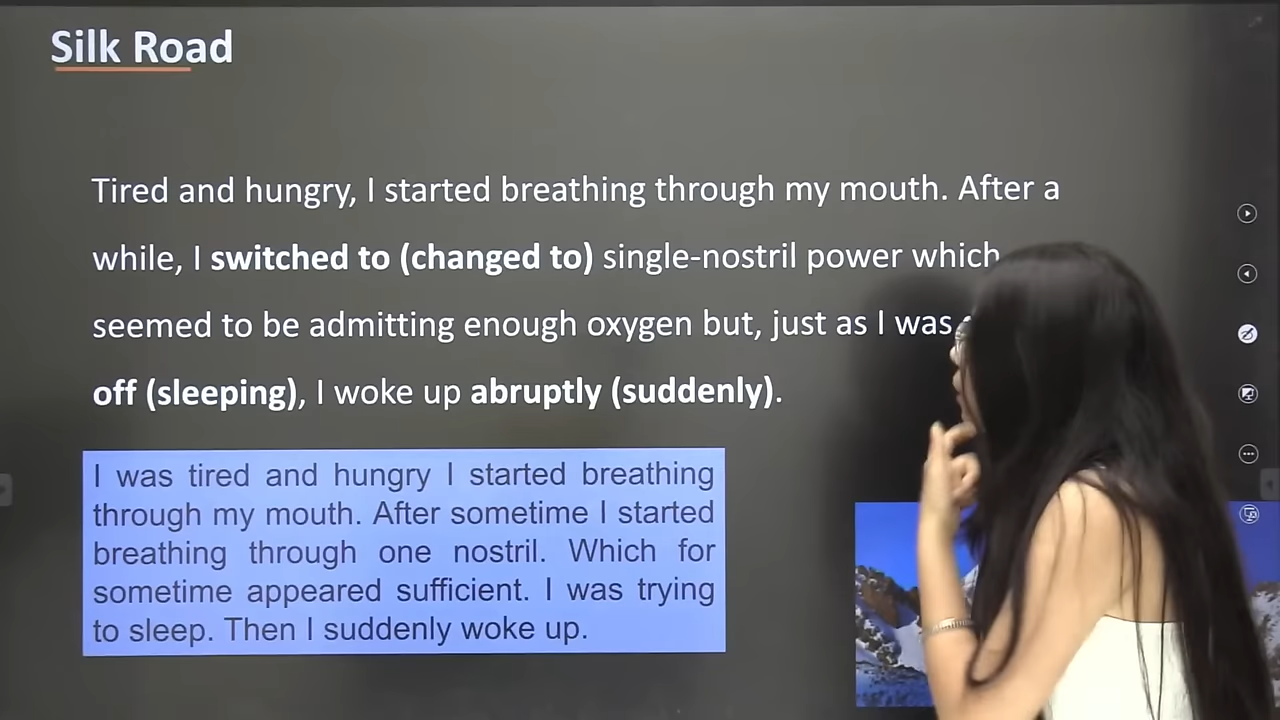 Silk Road
Tired and hungry, I started breathing through my mouth. After a
while, I switched to (changed to) single-nostril power which
seemed to be admitting enough oxygen but, just as I was
off (sleeping), I woke up abruptly (suddenly).
I was tired and hungry I started breathing
through my mouth. After sometime I started
breathing through one nostril. Which for
sometime appeared sufficient. I was trying
to sleep. Then I suddenly woke up.